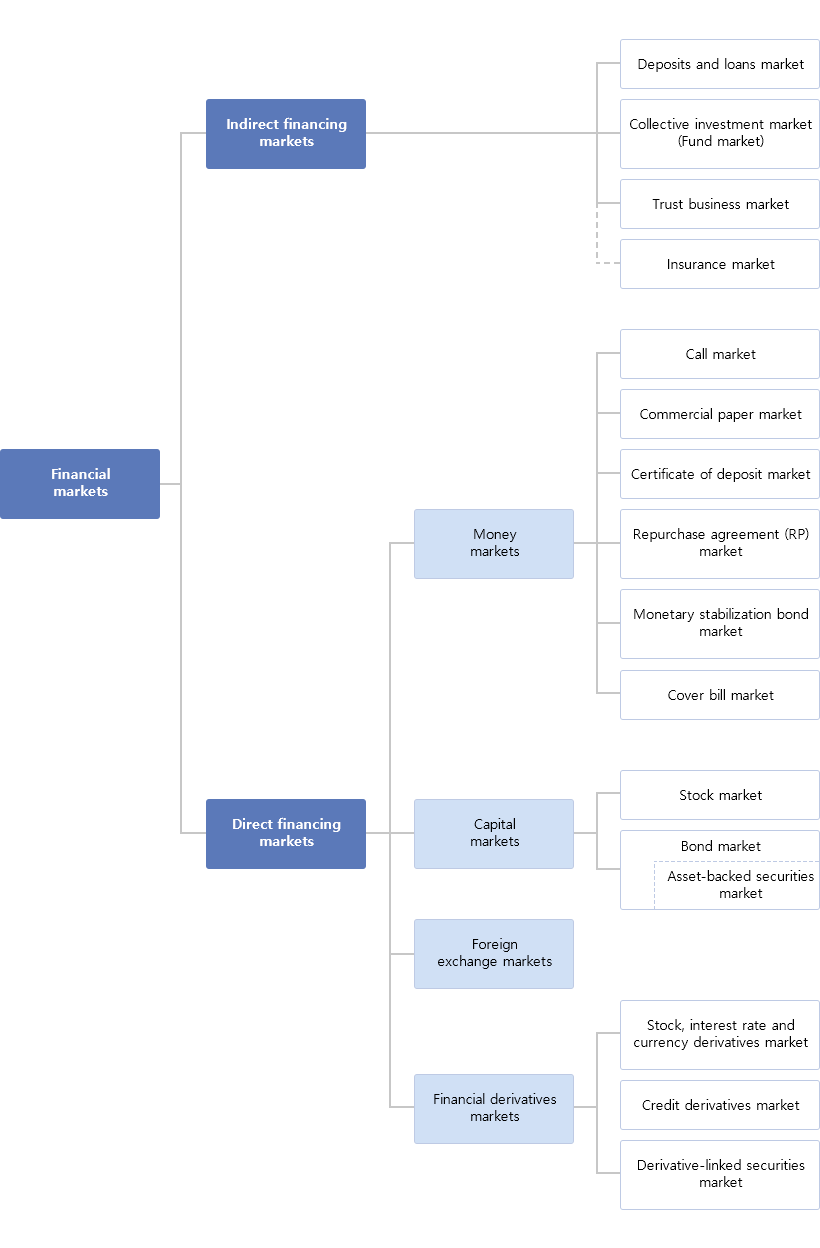 Deposits and loans market
Indirect financing
markets
Collective investment market
(Fund market)
Trust business market
Insurance market
Call market
Commercial paper market
Financial
markets
Certificate of deposit market
Money
markets
Repurchase agreement (RP)
market
Monetary stabilization bond
market
Cover bill market
Direct financing
markets
Capital
markets
Stock market
Bond market
Asset-backed securities
market
Foreign
exchange markets
Stock, interest rate and
currency derivatives market
Financial derivatives
markets
Credit derivatives market
Derivative-linked securities
market